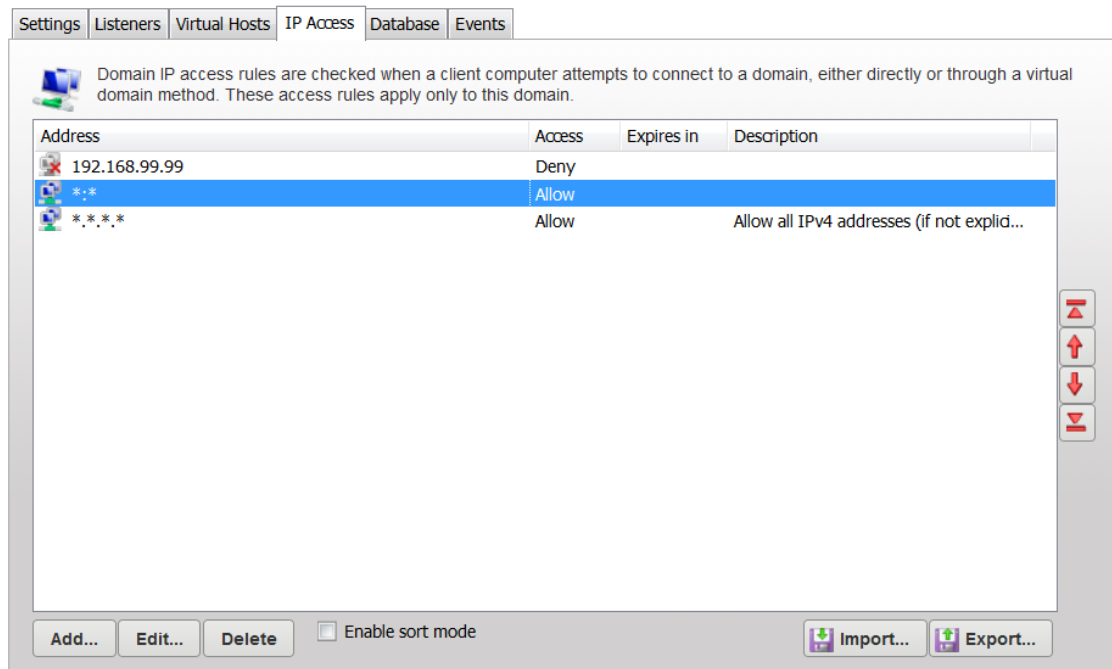 Settings Listeners Virtual Hosts IP Access Database Events
Domain IP access rules are checked when a client computer attempts to connect to a domain, either directly or through a virtual
domain method. These access rules apply only to this domain.
Address Access Expires in Description
192.168.99.99 Deny
*:* Allow
*.*.*.* Allow Allow all IPv4 addresses (if not explici...
Add... Edit... Delete Enable sort mode Import... Export...